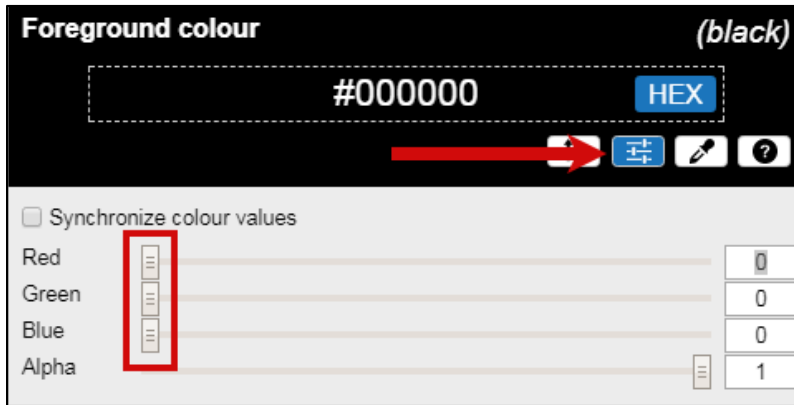 Foreground colour (black)
#000000 HEX
?
Synchronize colour values
Red 0
Green 0
Blue 0
Alpha 1